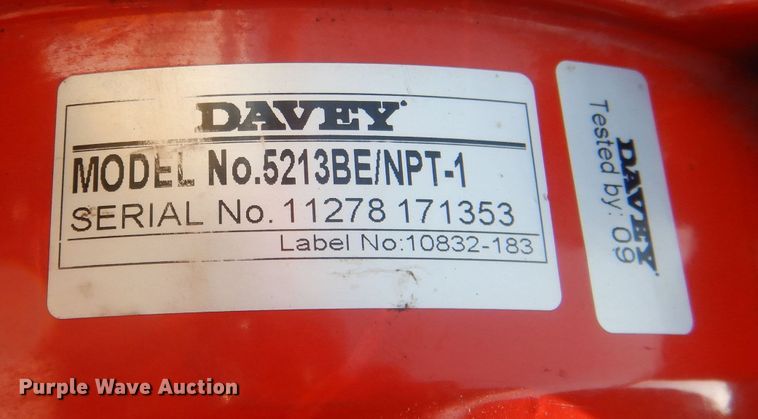 DAVEY
MODEL No.5213BE/NPT-1
SERIAL No. 11278 171353
Label No:10832-183
DAVEY
Tested by: 09
Purple Wave Auction